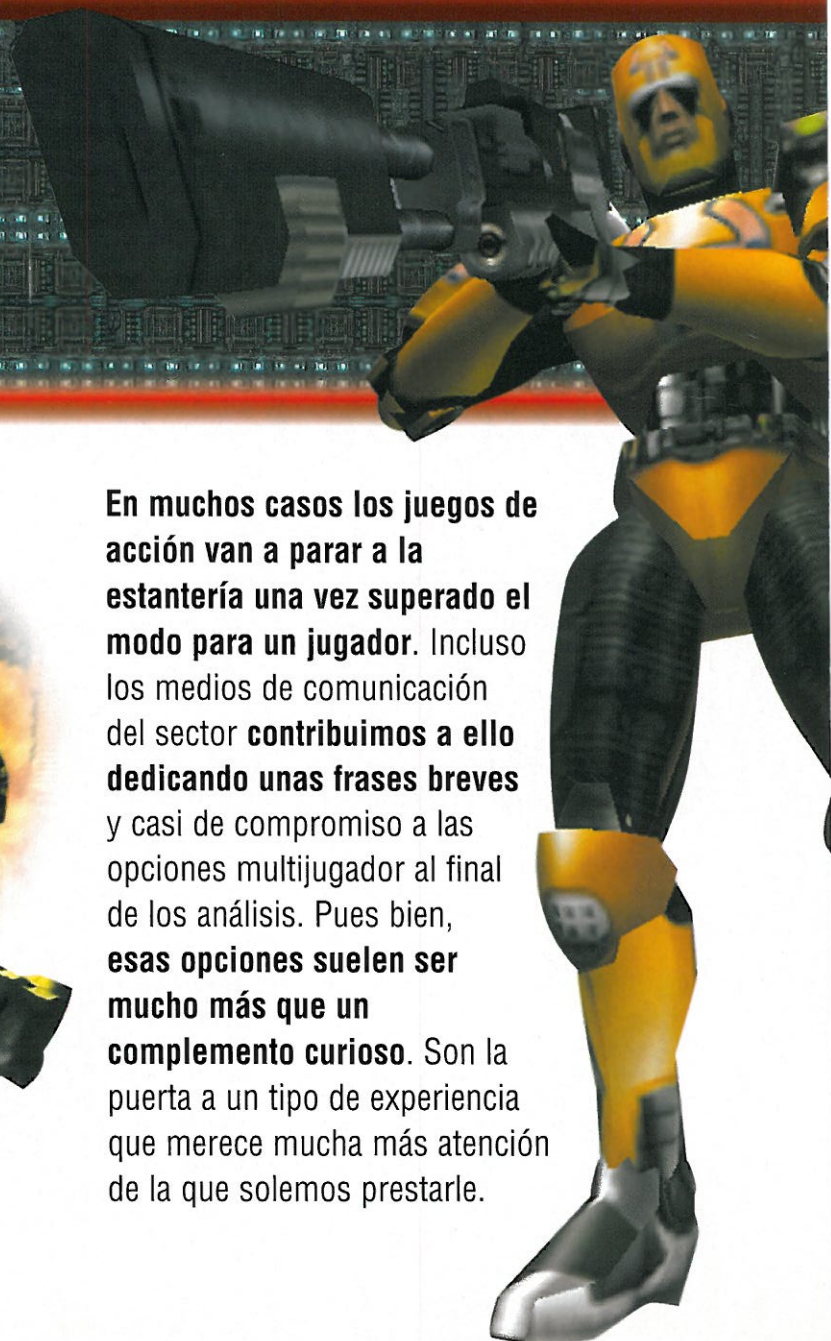 En muchos casos los juegos de
acción van a parar a la
estantería una vez superado el
modo para un jugador. Incluso
los medios de comunicación
del sector contribuimos a ello
dedicando unas frases breves
y casi de compromiso a las
opciones multijugador al final
de los análisis. Pues bien,
esas opciones suelen ser
mucho más que un
complemento curioso. Son la
puerta a un tipo de experiencia
que merece mucha más atención
de la que solemos prestarle.